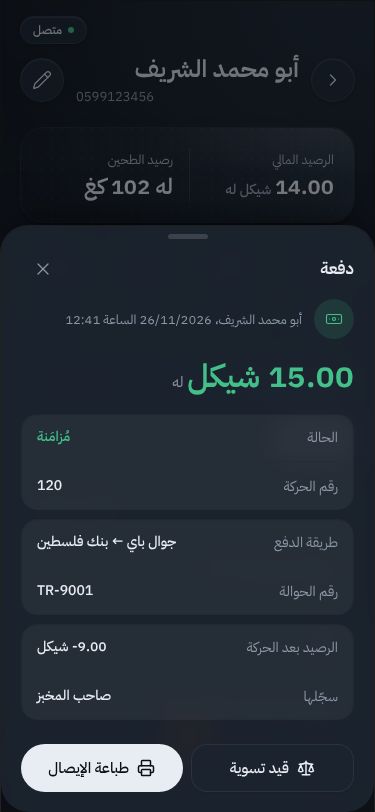 متصل
أبو محمد الشريف
0599123456
الرصيد المالي
14.00 شيكل له
رصيد الطحين
له 102 كغ
دفعة
أبو محمد الشريف، 26/11/2026 الساعة 12:41
15.00 شيكل له
الحالة مُزامَنة
رقم الحركة 120
طريقة الدفع جوال باي ← بنك فلسطين
رقم الحوالة TR-9001
الرصيد بعد الحركة -9.00 شيكل
سجّلها صاحب المخبز
قيد تسوية
طباعة الإيصال